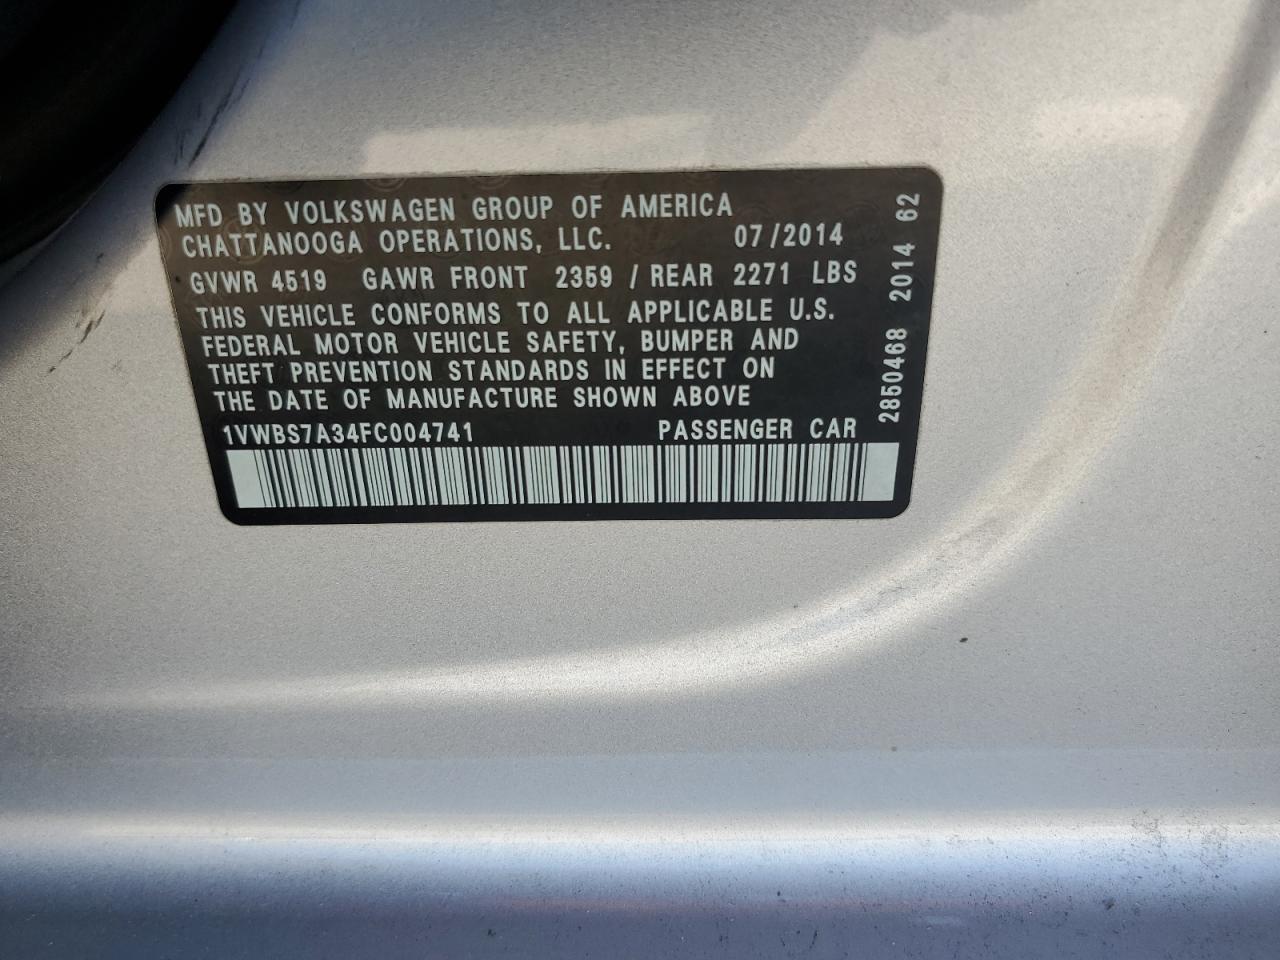 MFD BY VOLKSWAGEN GROUP OF AMERICA
CHATTANOOGA OPERATIONS, LLC. 07/2014
GVWR 4519 GAWR FRONT 2359 / REAR 2271 LBS
THIS VEHICLE CONFORMS TO ALL APPLICABLE U.S.
FEDERAL MOTOR VEHICLE SAFETY, BUMPER AND
THEFT PREVENTION STANDARDS IN EFFECT ON
THE DATE OF MANUFACTURE SHOWN ABOVE
1VWBS7A34FC004741 PASSENGER CAR
2850468 2014 62